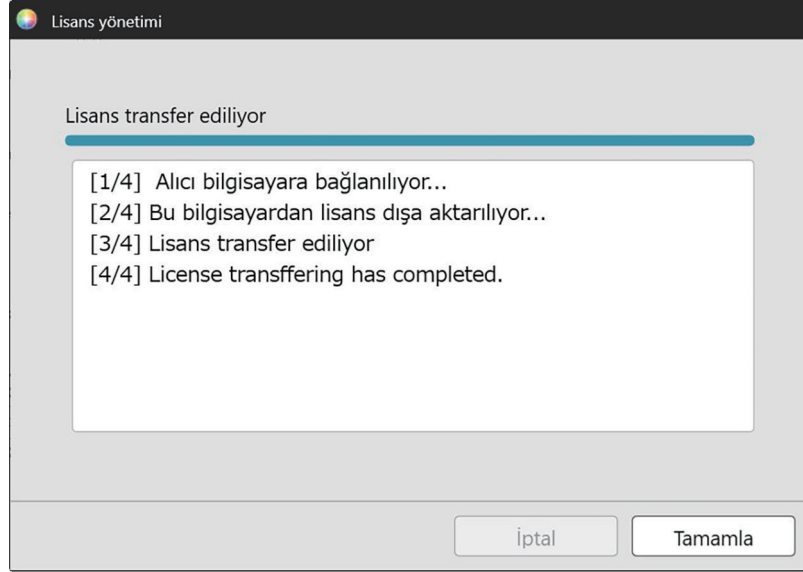 Lisans yönetimi
Lisans transfer ediliyor
[1/4] Alıcı bilgisayara bağlanılıyor...
[2/4] Bu bilgisayardan lisans dışa aktarılıyor...
[3/4] Lisans transfer ediliyor
[4/4] License transffering has completed.
İptal
Tamamla